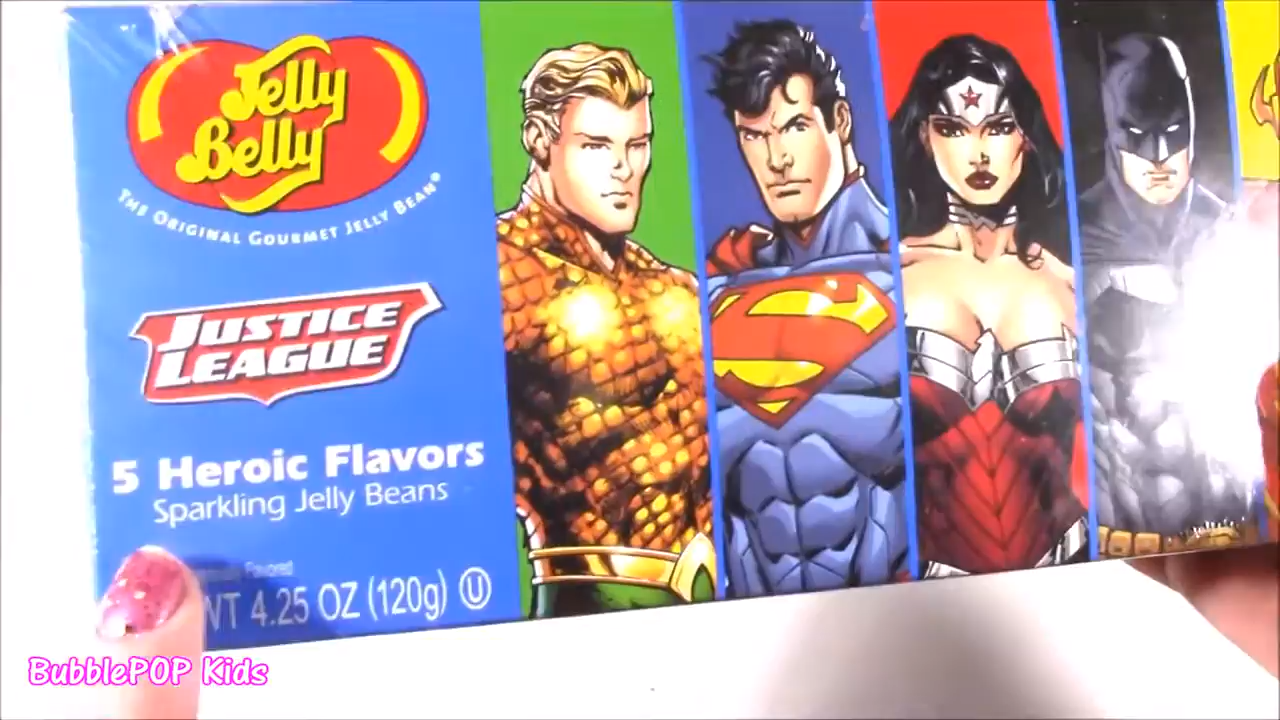 Jelly
Belly
THE ORIGINAL GOURMET JELLY BEAN®
JUSTICE
LEAGUE
5 Heroic Flavors
Sparkling Jelly Beans
Flavored
WT 4.25 OZ (120g) U
S
BubblePOP Kids